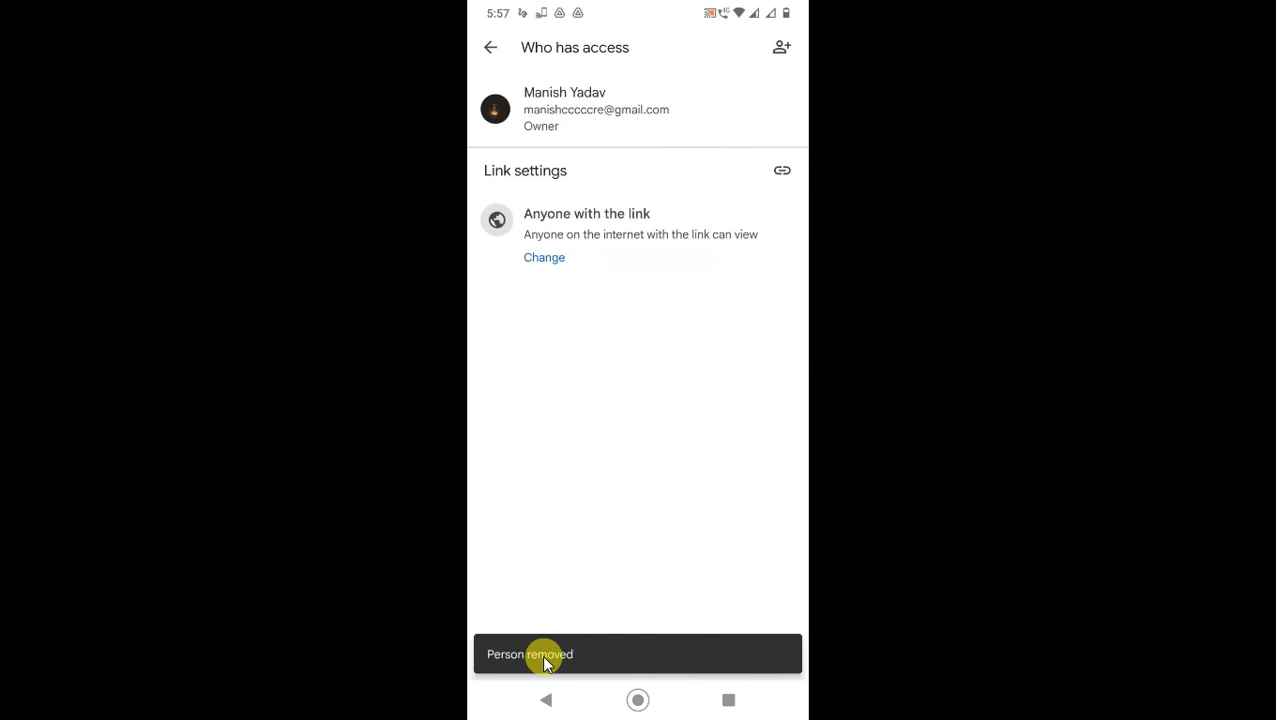 5:57
4G
Who has access
Manish Yadav
manishcccccre@gmail.com
Owner
Link settings
Anyone with the link
Anyone on the internet with the link can view
Change
Person removed